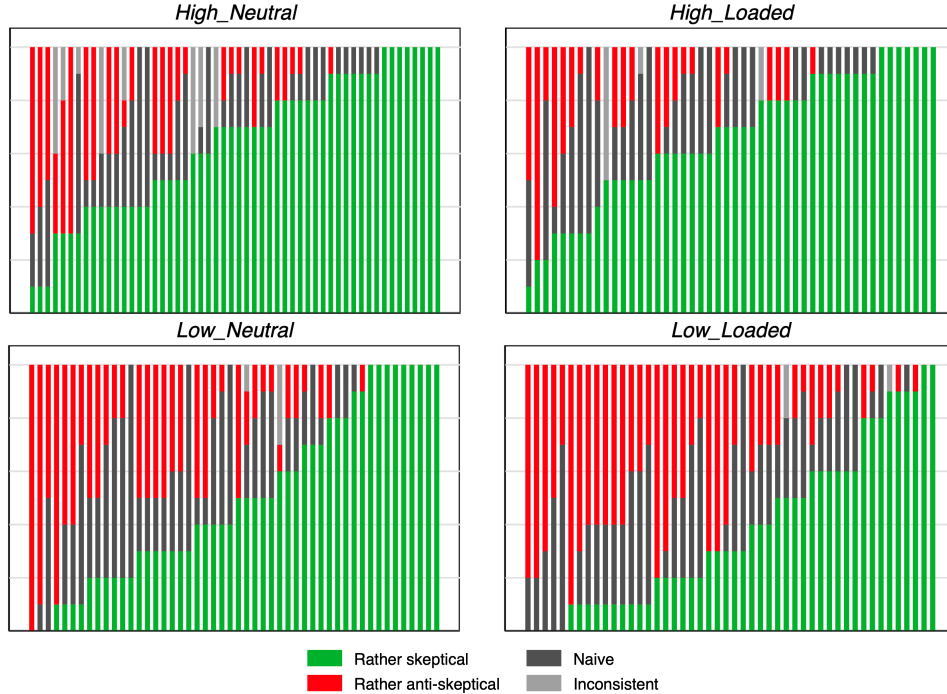 High_Neutral
High_Loaded
Low_Neutral
Low_Loaded
Rather skeptical
Naive
Rather anti-skeptical
Inconsistent